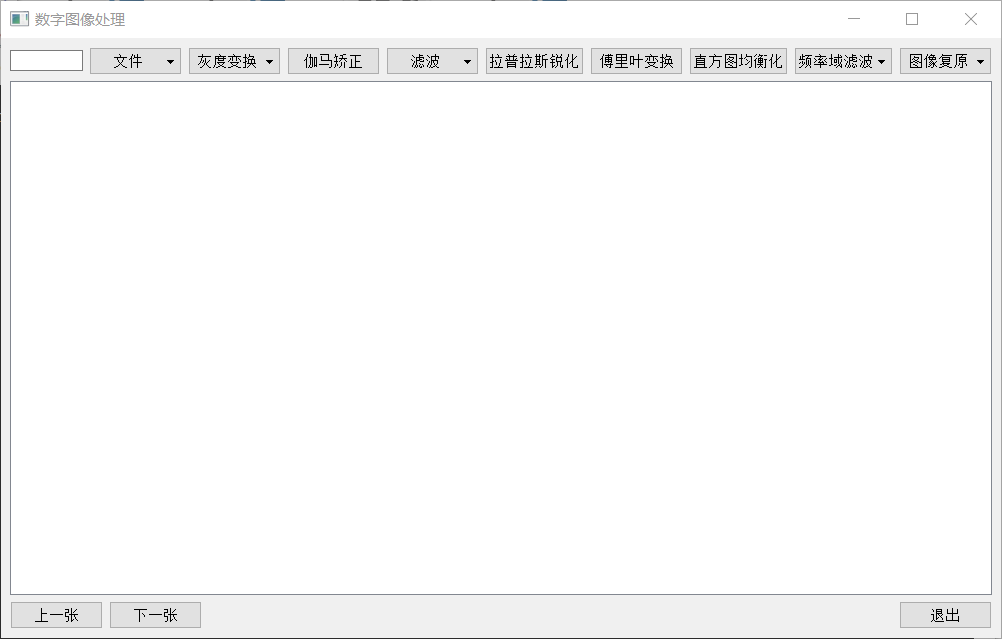 数字图像处理
文件 灰度变换 伽马矫正 滤波 拉普拉斯锐化 傅里叶变换 直方图均衡化 频率域滤波 图像复原
上一张 下一张 退出